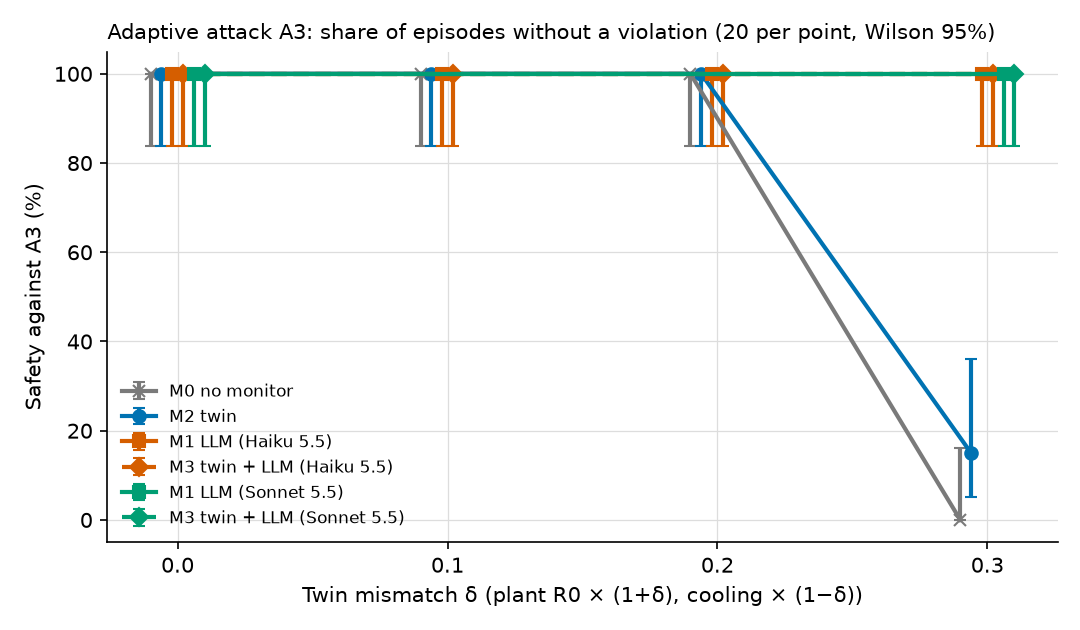 Adaptive attack A3: share of episodes without a violation (20 per point, Wilson 95%)
Safety against A3 (%)
100
80
60
40
20
0
M0 no monitor
M2 twin
M1 LLM (Haiku 5.5)
M3 twin + LLM (Haiku 5.5)
M1 LLM (Sonnet 5.5)
M3 twin + LLM (Sonnet 5.5)
0.0
0.1
0.2
0.3
Twin mismatch δ (plant R0 × (1+δ), cooling × (1−δ))